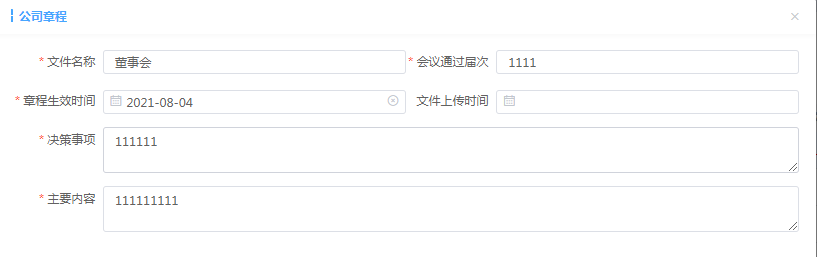 公司章程
* 文件名称 董事会 * 会议通过届次 1111
* 章程生效时间 2021-08-04 文件上传时间
* 决策事项 111111
* 主要内容 111111111